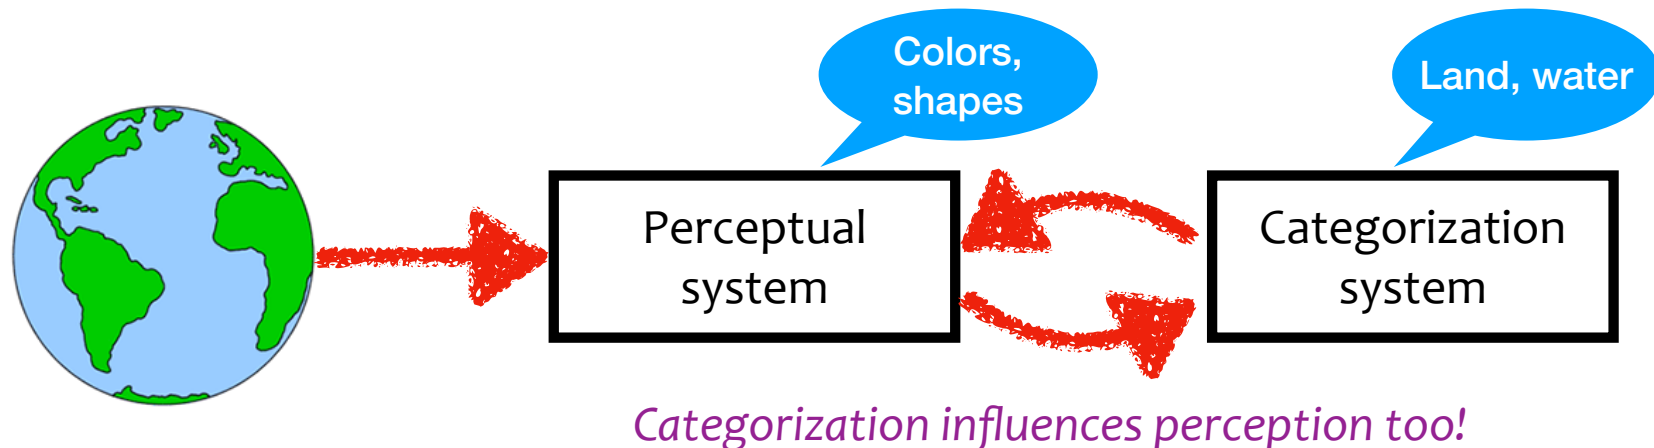 Colors,
shapes
Land, water
Perceptual
system
Categorization
system
Categorization influences perception too!